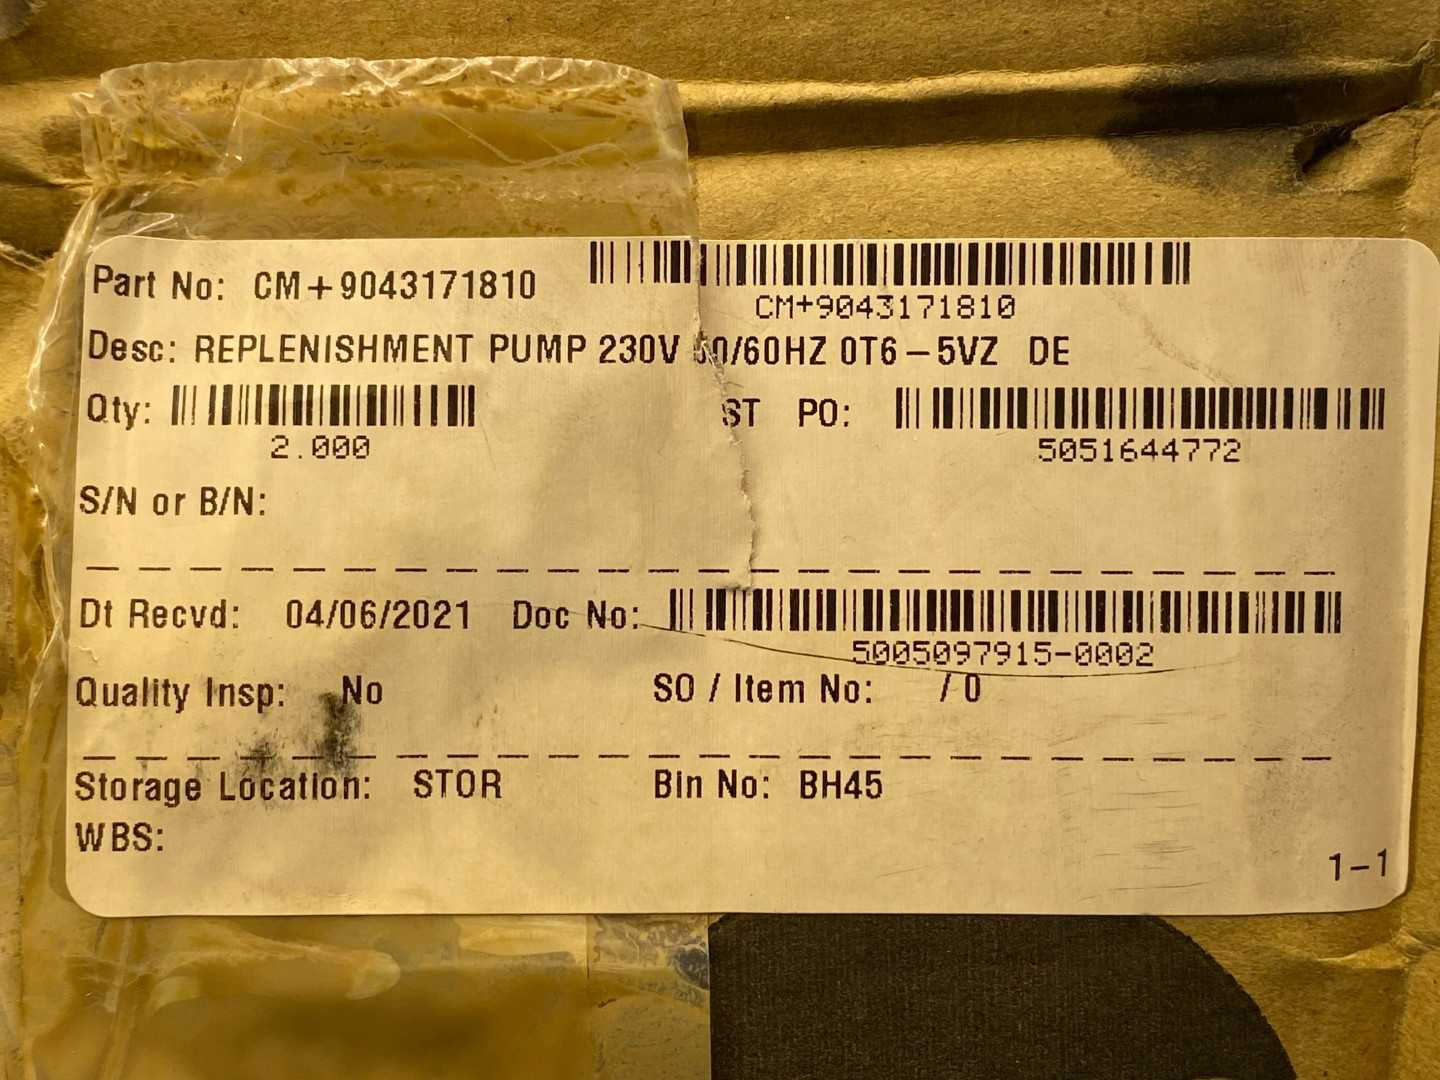 Part No: CM+9043171810
CM+9043171810
Desc: REPLENISHMENT PUMP 230V /60HZ 0T6-5VZ DE
Qty: ST PO:
2.000 5051644772
S/N or B/N:
Dt Recvd: 04/06/2021 Doc No:
5005097915-0002
Quality Insp: No SO / Item No: / 0
Storage Location: STOR Bin No: BH45
WBS:
1-1